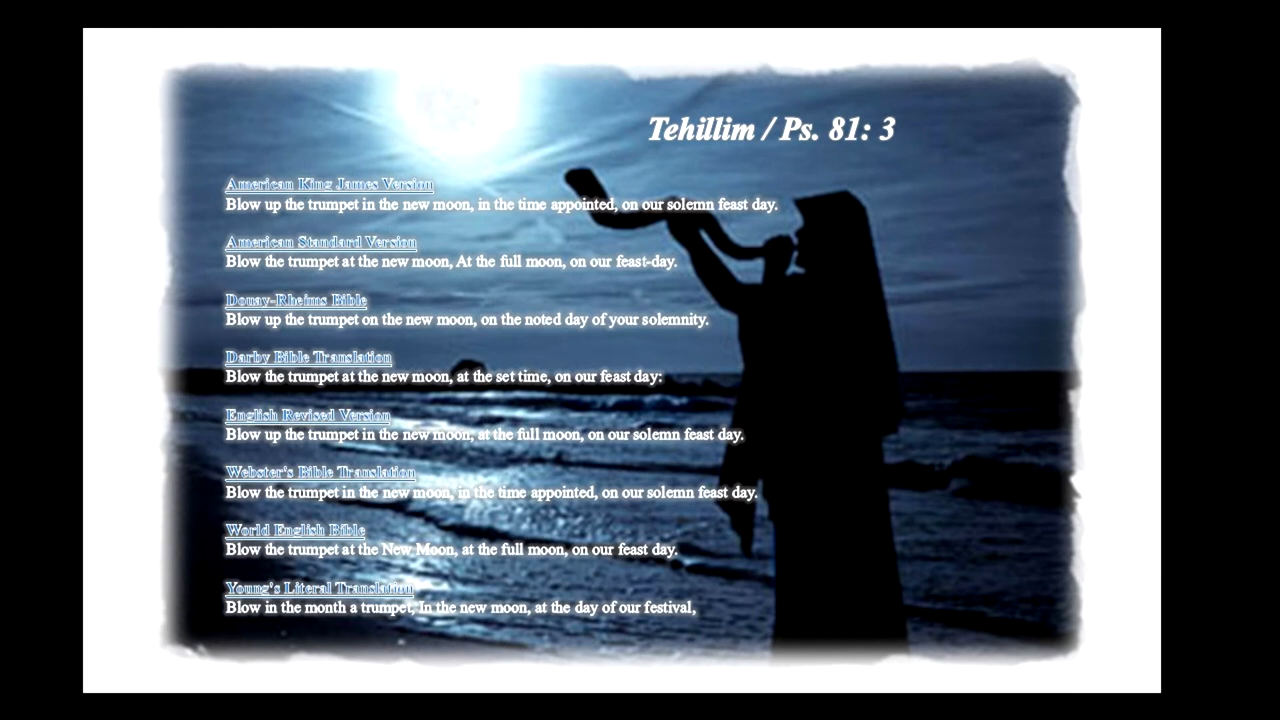 Tehillim / Ps. 81: 3
American King James Version
Blow up the trumpet in the new moon, in the time appointed, on our solemn feast day.
American Standard Version
Blow the trumpet at the new moon, At the full moon, on our feast-day.
Douay-Rheims Bible
Blow up the trumpet on the new moon, on the noted day of your solemnity.
Darby Bible Translation
Blow the trumpet at the new moon, at the set time, on our feast day:
English Revised Version
Blow up the trumpet in the new moon, at the full moon, on our solemn feast day.
Webster's Bible Translation
Blow the trumpet in the new moon, in the time appointed, on our solemn feast day.
World English Bible
Blow the trumpet at the New Moon, at the full moon, on our feast day.
Young's Literal Translation
Blow in the month a trumpet, In the new moon, at the day of our festival,